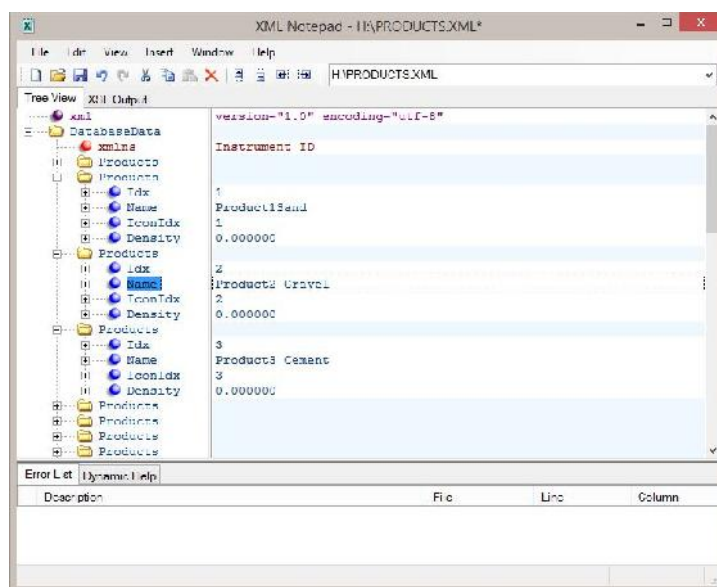 XML Notepad - H:\PRODUCTS.XML*
File Edit View Insert Window Help
H:\PRODUCTS.XML
Tree View XSL Output
xml version="1.0" encoding="utf-8"
DatabaseData
xmlns Instrument ID
Products
Products
Idx 1
Name Product1Sand
IconIdx 1
Density 0.000000
Products
Idx 2
Name Product2 Gravel
IconIdx 2
Density 0.000000
Products
Idx 3
Name Product3 Cement
IconIdx 3
Density 0.000000
Products
Products
Products
Products
Error List Dynamic Help
Description File Line Column